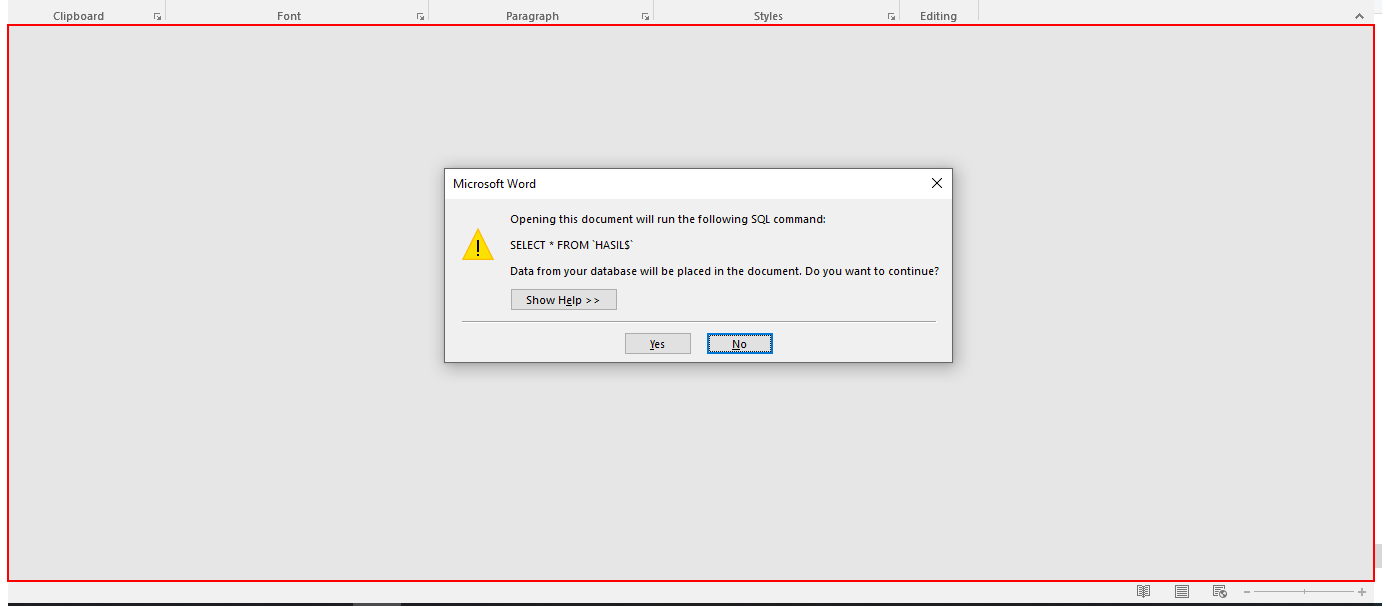 Clipboard Font Paragraph Styles Editing
Microsoft Word
Opening this document will run the following SQL command:
SELECT * FROM `HASIL$`
Data from your database will be placed in the document. Do you want to continue?
Show Help >>
Yes No